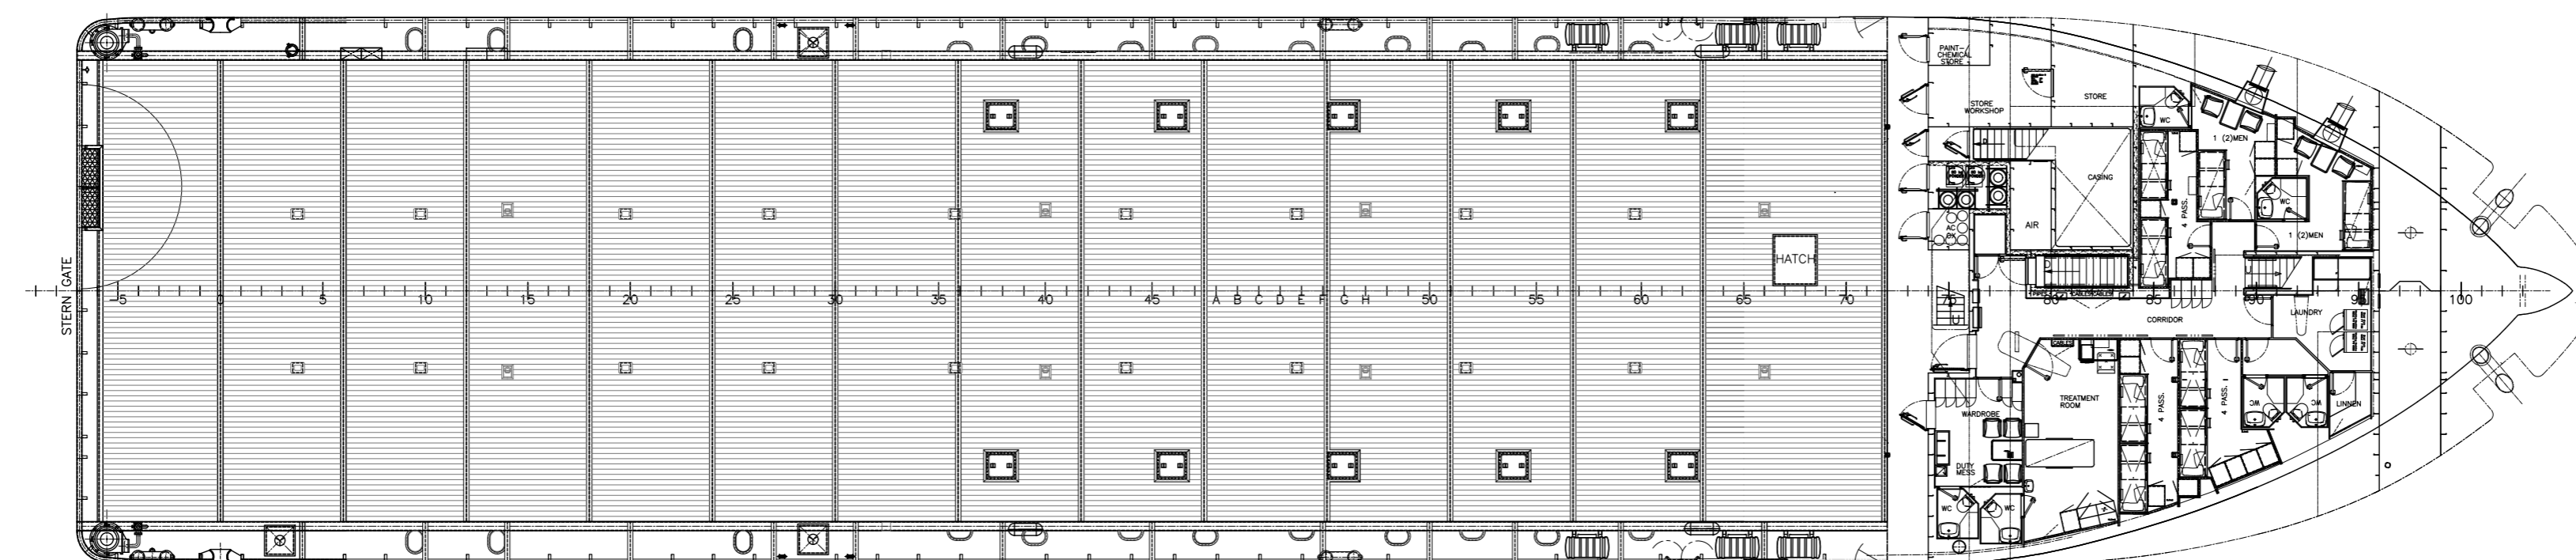 PAINT-/
CHEMICAL
STORE
STORE
WORKSHOP
STORE
WC
1 (2)MEN
CASING
4 PASS.
WC
AIR
AC
OX
1 (2)MEN
HATCH
STERN GATE
-5 0 5 10 15 20 25 30 35 40 45 A B C D E F G H 50 55 60 65 70 75 80 85 90 95 100
U
D
U
CORRIDOR
LAUNDRY
CABLES
TREATMENT
ROOM
4 PASS.
4 PASS.
WC
WC
LINNEN
WARDROBE
DUTY
MESS
WC
WC